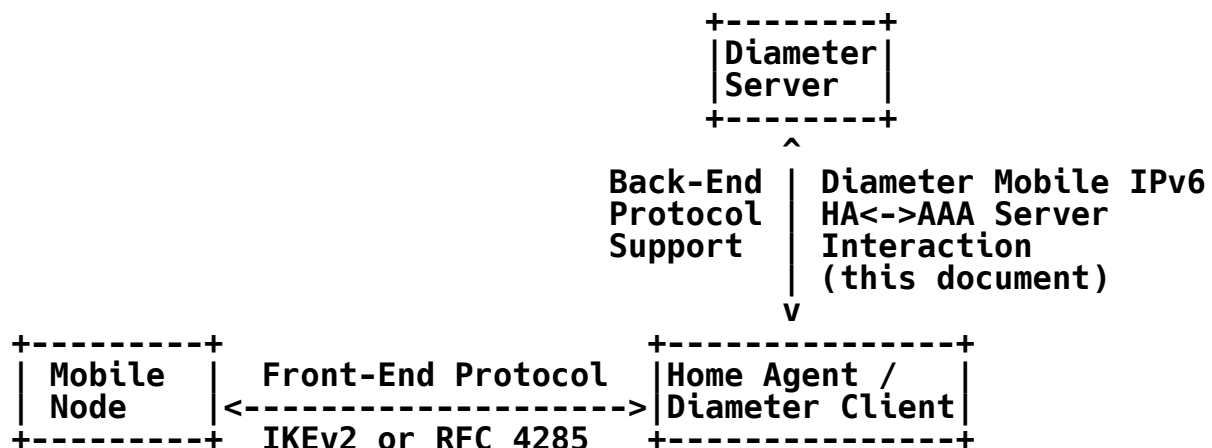 +--------+
|Diameter|
|Server  |
+--------+
^
Back-End | Diameter Mobile IPv6
Protocol | HA<->AAA Server
Support  | Interaction
| (this document)
v
+---------+                      +---------------+
| Mobile  |  Front-End Protocol  |Home Agent /   |
| Node    |<-------------------->|Diameter Client|
+---------+  IKEv2 or RFC 4285   +---------------+